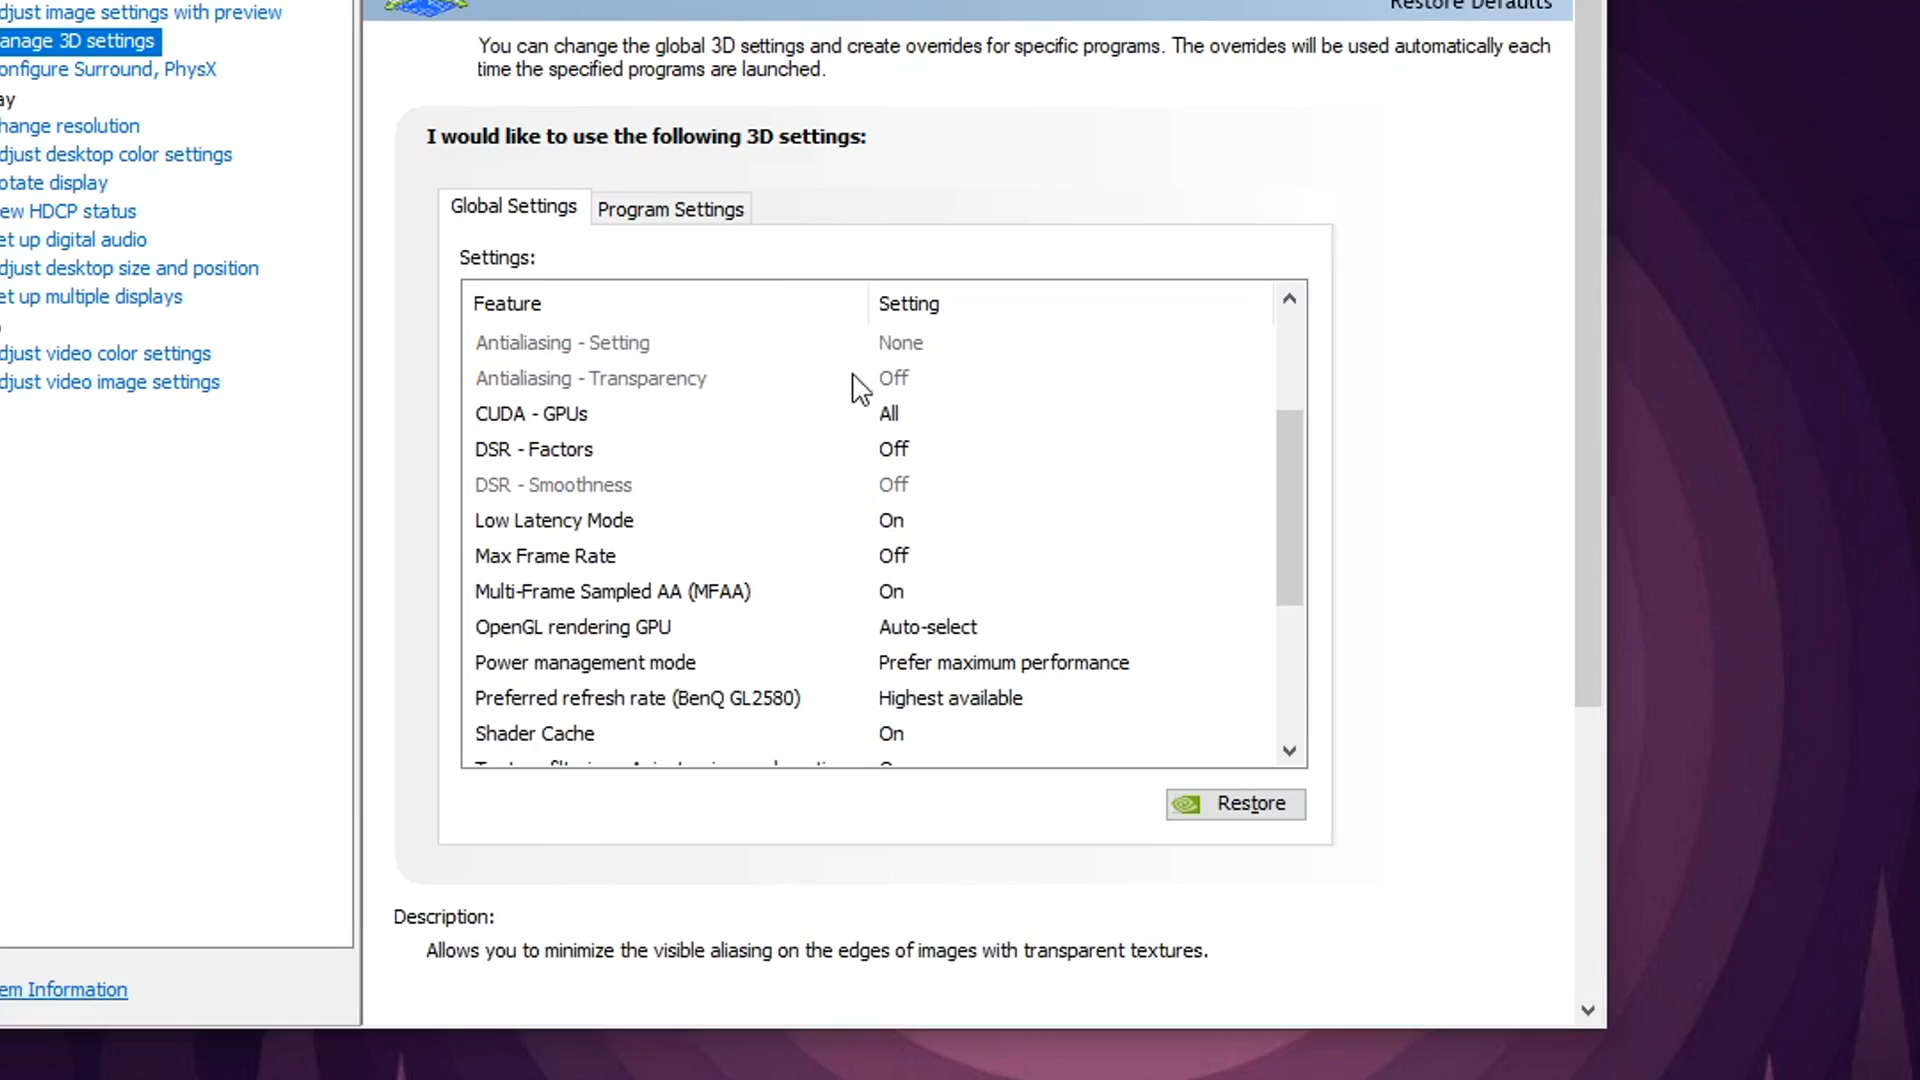 djust image settings with preview
anage 3D settings
onfigure Surround, PhysX
ay
hange resolution
djust desktop color settings
otate display
ew HDCP status
et up digital audio
djust desktop size and position
et up multiple displays
djust video color settings
djust video image settings
em Information
Restore Defaults
You can change the global 3D settings and create overrides for specific programs. The overrides will be used automatically each
time the specified programs are launched.
I would like to use the following 3D settings:
Global Settings Program Settings
Settings:
Feature Setting
Antialiasing - Setting None
Antialiasing - Transparency Off
CUDA - GPUs All
DSR - Factors Off
DSR - Smoothness Off
Low Latency Mode On
Max Frame Rate Off
Multi-Frame Sampled AA (MFAA) On
OpenGL rendering GPU Auto-select
Power management mode Prefer maximum performance
Preferred refresh rate (BenQ GL2580) Highest available
Shader Cache On
Restore
Description:
Allows you to minimize the visible aliasing on the edges of images with transparent textures.